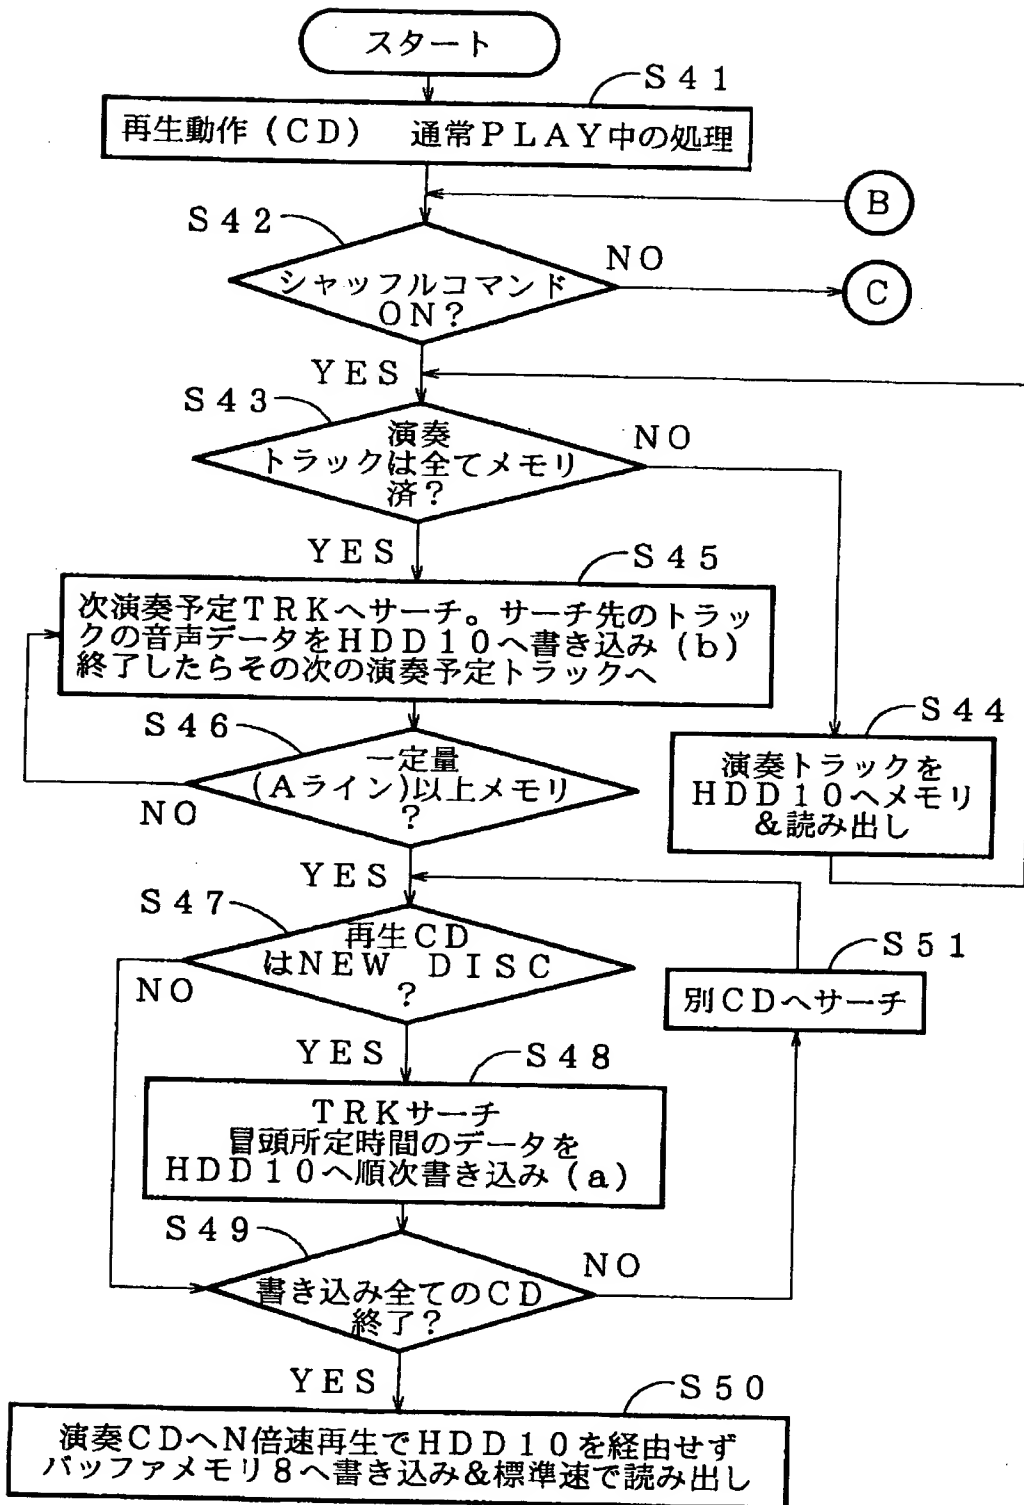 スタート
S41
再生動作(CD) 通常PLAY中の処理
B
S42
シャッフルコマンド
ON?
NO
C
YES
S43
演奏
トラックは全てメモリ
済?
NO
YES
S45
次演奏予定TRKへサーチ。サーチ先のトラッ
クの音声データをHDD10へ書き込み(b)
終了したらその次の演奏予定トラックへ
S44
演奏トラックを
HDD10へメモリ
&読み出し
S46
一定量
(Aライン)以上メモリ
?
NO
YES
S47
再生CD
はNEW DISC
?
NO
S51
別CDへサーチ
YES
S48
TRKサーチ
冒頭所定時間のデータを
HDD10へ順次書き込み(a)
S49
書き込み全てのCD
終了?
NO
YES
S50
演奏CDへN倍速再生でHDD10を経由せず
バッファメモリ8へ書き込み&標準速で読み出し